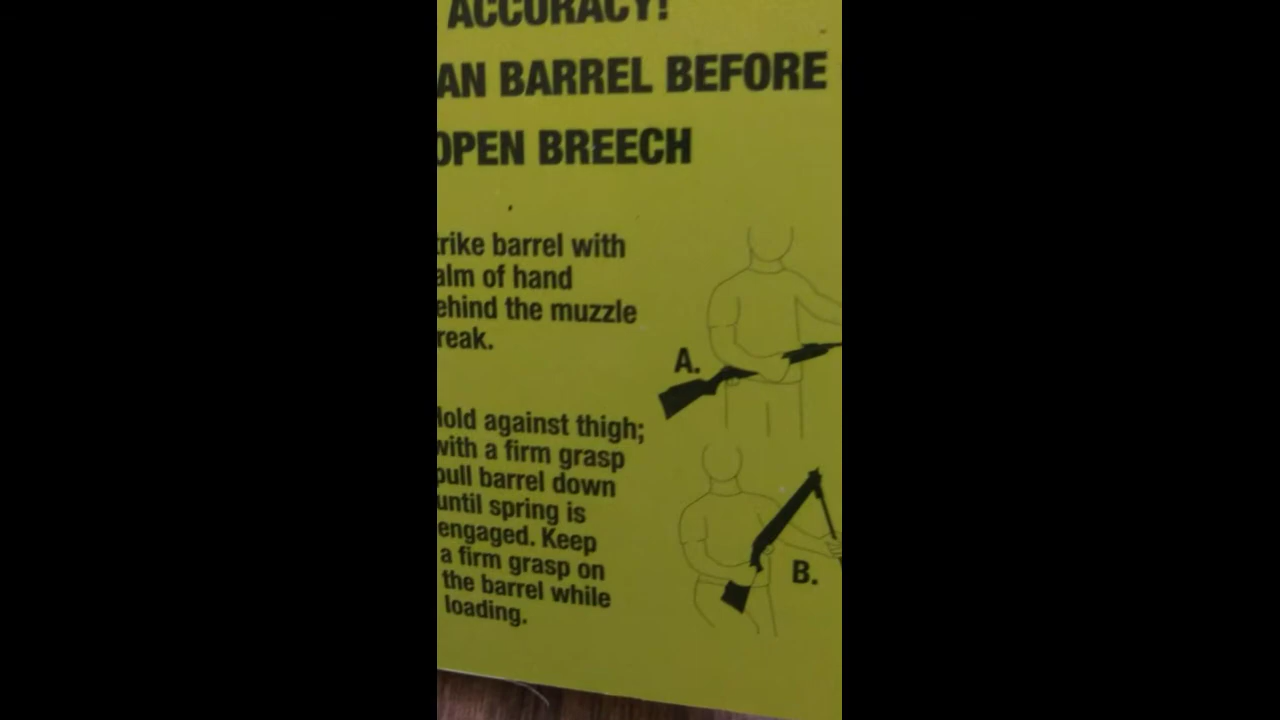 ACCURACY!
AN BARREL BEFORE
OPEN BREECH
trike barrel with
alm of hand
ehind the muzzle
reak.
A.
Hold against thigh;
with a firm grasp
pull barrel down
until spring is
engaged. Keep
a firm grasp on
the barrel while
loading.
B.